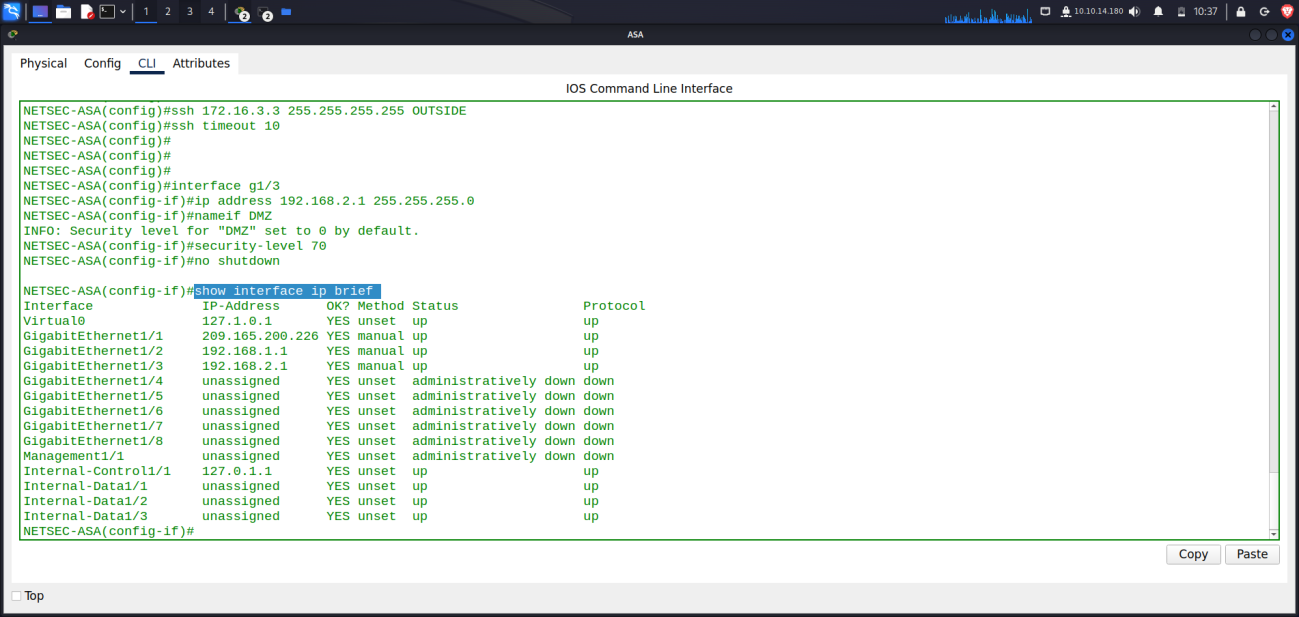 1 2 3 4 2 2 10.10.14.180 10:37
ASA
Physical Config CLI Attributes
IOS Command Line Interface
NETSEC-ASA(config)#ssh 172.16.3.3 255.255.255.255 OUTSIDE
NETSEC-ASA(config)#ssh timeout 10
NETSEC-ASA(config)#
NETSEC-ASA(config)#
NETSEC-ASA(config)#
NETSEC-ASA(config)#interface g1/3
NETSEC-ASA(config-if)#ip address 192.168.2.1 255.255.255.0
NETSEC-ASA(config-if)#nameif DMZ
INFO: Security level for "DMZ" set to 0 by default.
NETSEC-ASA(config-if)#security-level 70
NETSEC-ASA(config-if)#no shutdown
NETSEC-ASA(config-if)#show interface ip brief
Interface IP-Address OK? Method Status Protocol
Virtual0 127.1.0.1 YES unset up up
GigabitEthernet1/1 209.165.200.226 YES manual up up
GigabitEthernet1/2 192.168.1.1 YES manual up up
GigabitEthernet1/3 192.168.2.1 YES manual up up
GigabitEthernet1/4 unassigned YES unset administratively down down
GigabitEthernet1/5 unassigned YES unset administratively down down
GigabitEthernet1/6 unassigned YES unset administratively down down
GigabitEthernet1/7 unassigned YES unset administratively down down
GigabitEthernet1/8 unassigned YES unset administratively down down
Management1/1 unassigned YES unset administratively down down
Internal-Control1/1 127.0.1.1 YES unset up up
Internal-Data1/1 unassigned YES unset up up
Internal-Data1/2 unassigned YES unset up up
Internal-Data1/3 unassigned YES unset up up
NETSEC-ASA(config-if)#
Copy Paste
Top